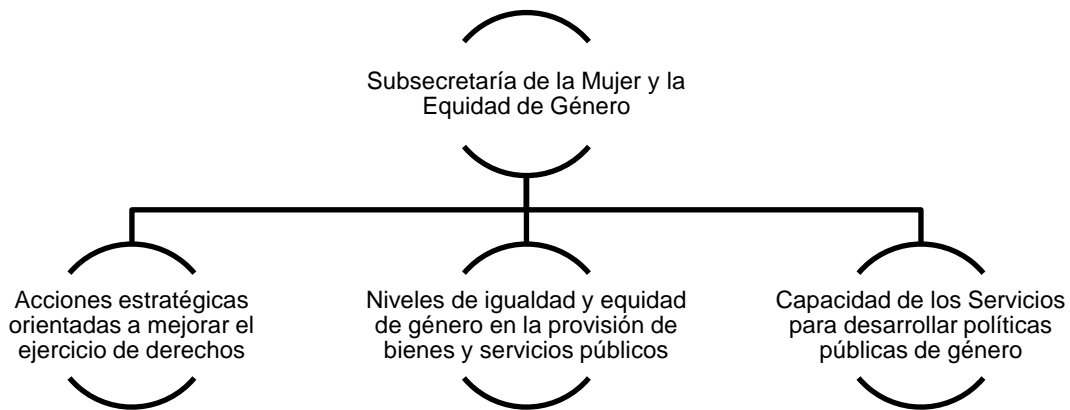 Subsecretaría de la Mujer y la
Equidad de Género
Acciones estratégicas
orientadas a mejorar el
ejercicio de derechos
Niveles de igualdad y equidad
de género en la provisión de
bienes y servicios públicos
Capacidad de los Servicios
para desarrollar políticas
públicas de género